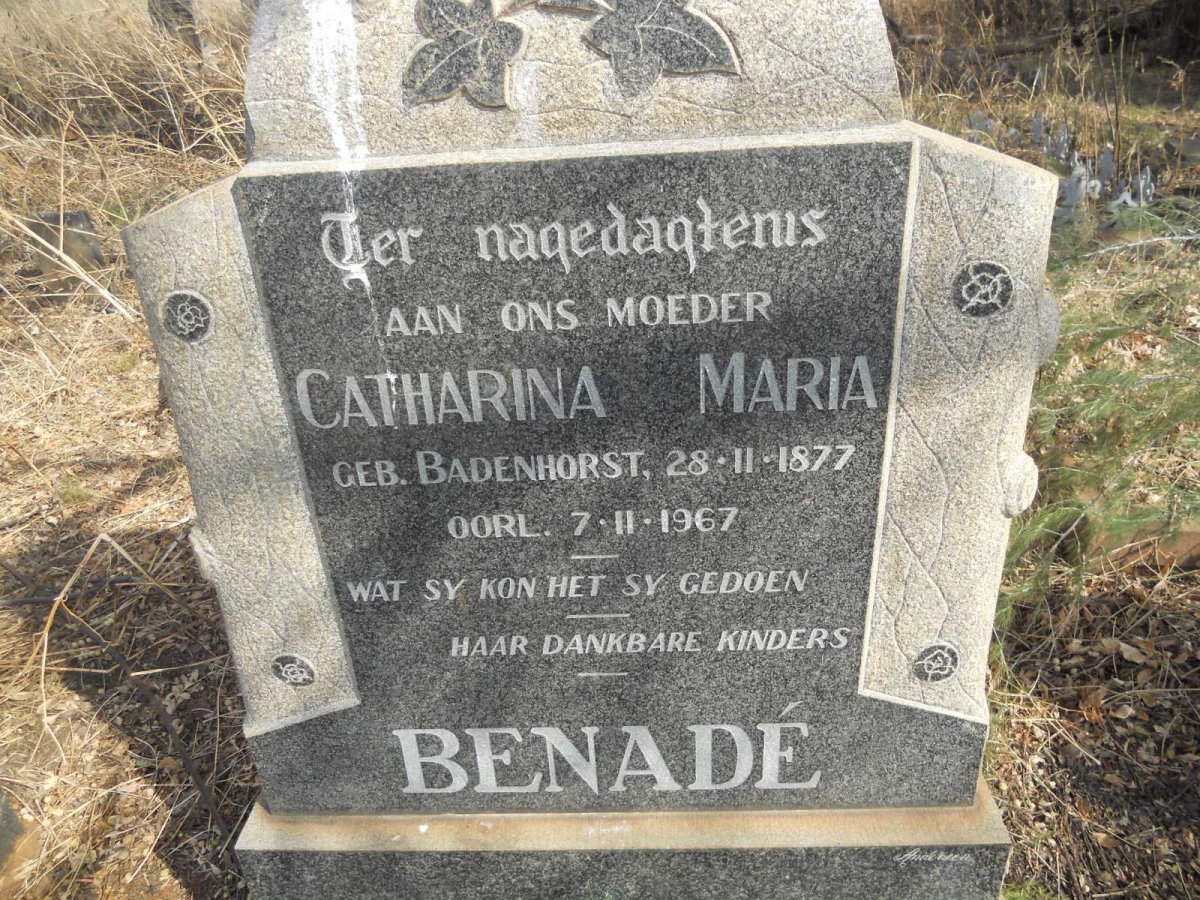 Ter nagedagtenis
AAN ONS MOEDER
CATHARINA MARIA
GEB. BADENHORST, 28·11·1877
OORL. 7·11·1967
WAT SY KON HET SY GEDOEN
HAAR DANKBARE KINDERS
BENADÉ
Anderson